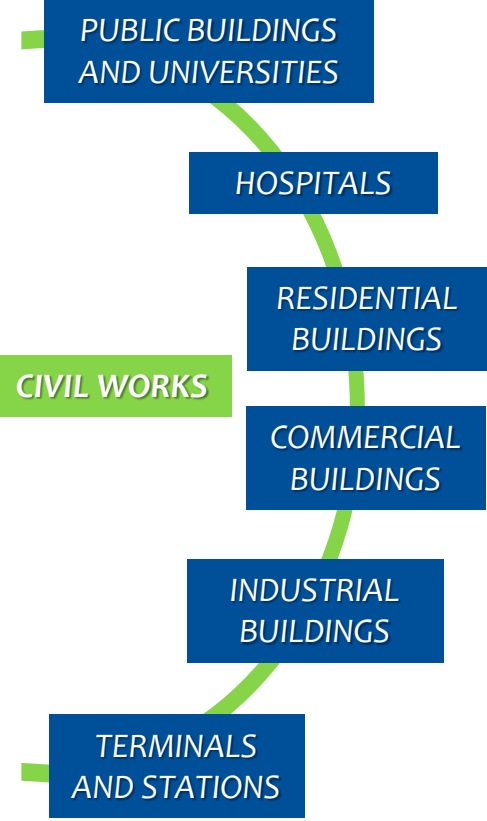 PUBLIC BUILDINGS
AND UNIVERSITIES
HOSPITALS
RESIDENTIAL
BUILDINGS
CIVIL WORKS
COMMERCIAL
BUILDINGS
INDUSTRIAL
BUILDINGS
TERMINALS
AND STATIONS